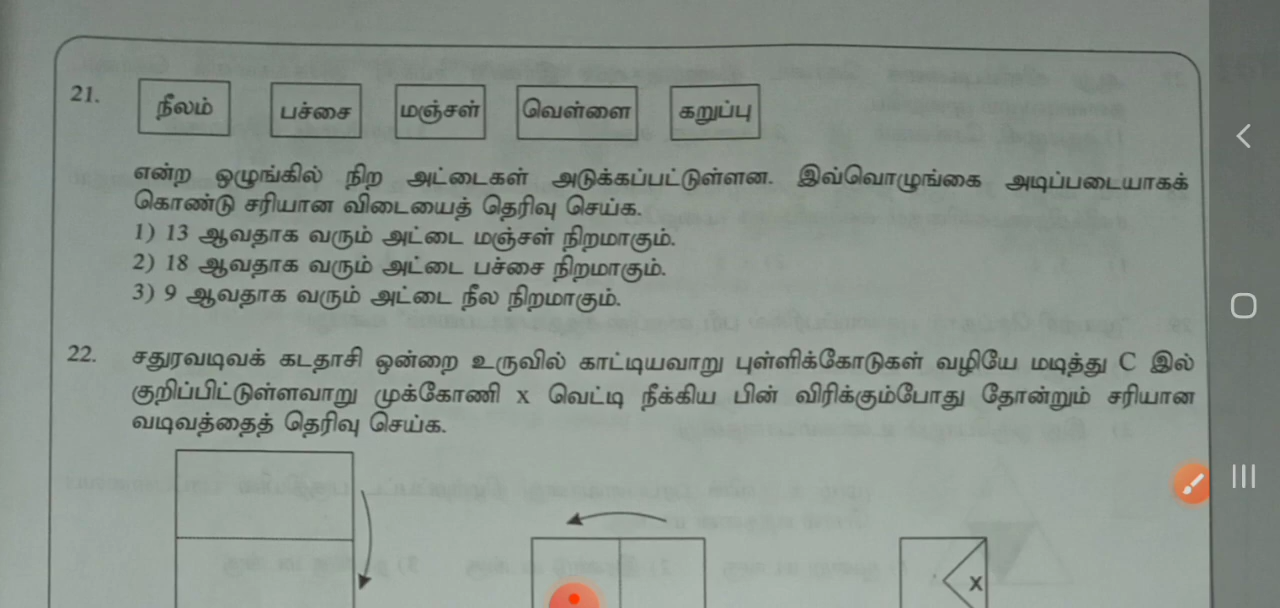 21. நீலம் பச்சை மஞ்சள் வெள்ளை கறுப்பு
என்ற ஒழுங்கில் நிற அட்டைகள் அடுக்கப்பட்டுள்ளன. இவ்வொழுங்கை அடிப்படையாகக்
கொண்டு சரியான விடையைத் தெரிவு செய்க.
1) 13 ஆவதாக வரும் அட்டை மஞ்சள் நிறமாகும்.
2) 18 ஆவதாக வரும் அட்டை பச்சை நிறமாகும்.
3) 9 ஆவதாக வரும் அட்டை நீல நிறமாகும்.
22. சதுரவடிவக் கடதாசி ஒன்றை உருவில் காட்டியவாறு புள்ளிக்கோடுகள் வழியே மடித்து C இல்
குறிப்பிட்டுள்ளவாறு முக்கோணி x வெட்டி நீக்கிய பின் விரிக்கும்போது தோன்றும் சரியான
வடிவத்தைத் தெரிவு செய்க.
x